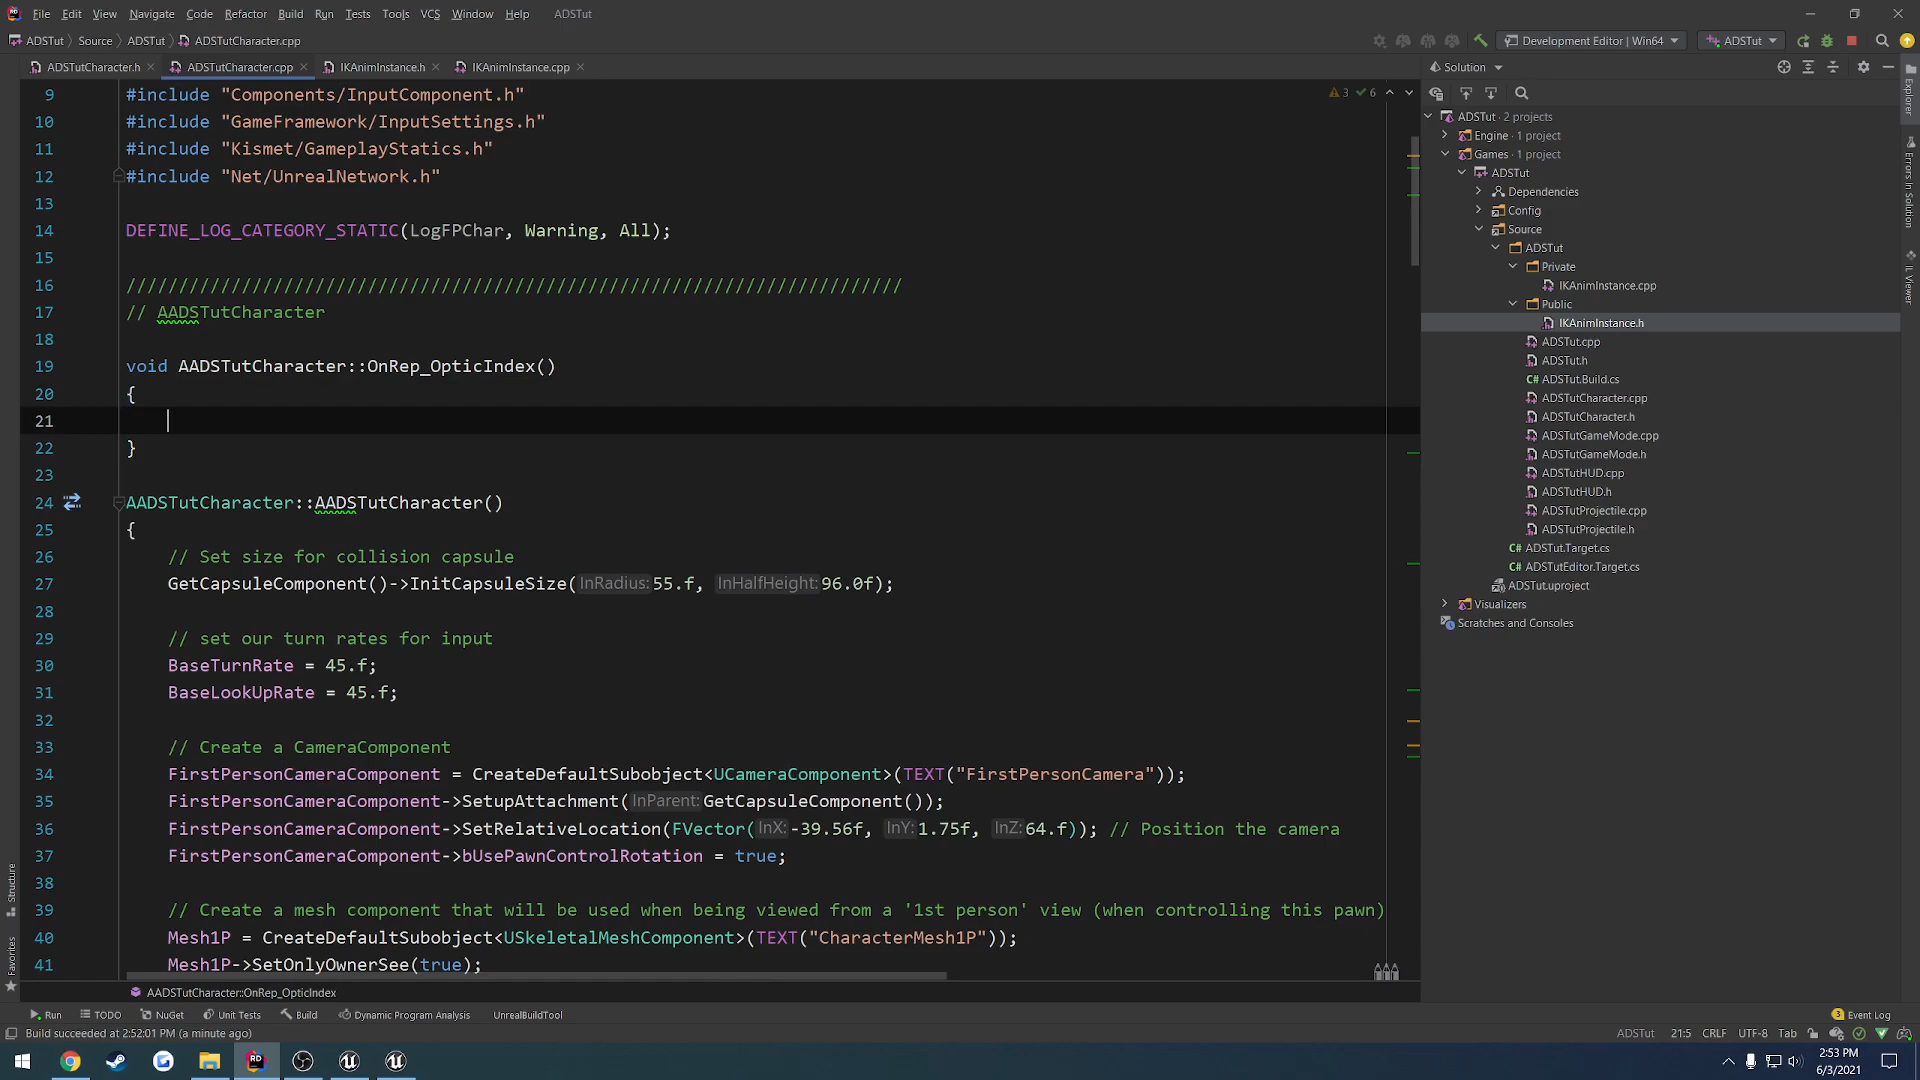 File Edit View Navigate Code Refactor Build Run Tests Tools VCS Window Help ADSTut
ADSTut Source ADSTut ADSTutCharacter.cpp
Development Editor | Win64 ADSTut
ADSTutCharacter.h ADSTutCharacter.cpp IKAnimInstance.h IKAnimInstance.cpp
Solution
3 6
9 #include "Components/InputComponent.h"
10 #include "GameFramework/InputSettings.h"
11 #include "Kismet/GameplayStatics.h"
12 #include "Net/UnrealNetwork.h"
13
14 DEFINE_LOG_CATEGORY_STATIC(LogFPChar, Warning, All);
15
16 //////////////////////////////////////////////////////////////////////////
17 // AADSTutCharacter
18
19 void AADSTutCharacter::OnRep_OpticIndex()
20 {
21
22 }
23
24 AADSTutCharacter::AADSTutCharacter()
25 {
26 // Set size for collision capsule
27 GetCapsuleComponent()->InitCapsuleSize(InRadius: 55.f, InHalfHeight: 96.0f);
28
29 // set our turn rates for input
30 BaseTurnRate = 45.f;
31 BaseLookUpRate = 45.f;
32
33 // Create a CameraComponent
34 FirstPersonCameraComponent = CreateDefaultSubobject<UCameraComponent>(TEXT("FirstPersonCamera"));
35 FirstPersonCameraComponent->SetupAttachment(InParent: GetCapsuleComponent());
36 FirstPersonCameraComponent->SetRelativeLocation(FVector(InX: -39.56f, InY: 1.75f, InZ: 64.f)); // Position the camera
37 FirstPersonCameraComponent->bUsePawnControlRotation = true;
38
39 // Create a mesh component that will be used when being viewed from a '1st person' view (when controlling this pawn)
40 Mesh1P = CreateDefaultSubobject<USkeletalMeshComponent>(TEXT("CharacterMesh1P"));
41 Mesh1P->SetOnlyOwnerSee(true);
ADSTut · 2 projects
Engine · 1 project
Games · 1 project
ADSTut
Dependencies
Config
Source
ADSTut
Private
IKAnimInstance.cpp
Public
IKAnimInstance.h
ADSTut.cpp
ADSTut.h
C# ADSTut.Build.cs
ADSTutCharacter.cpp
ADSTutCharacter.h
ADSTutGameMode.cpp
ADSTutGameMode.h
ADSTutHUD.cpp
ADSTutHUD.h
ADSTutProjectile.cpp
ADSTutProjectile.h
C# ADSTut.Target.cs
C# ADSTutEditor.Target.cs
ADSTut.uproject
Visualizers
Scratches and Consoles
Explorer
Errors In Solution
IL Viewer
Structure
Favorites
AADSTutCharacter::OnRep_OpticIndex
Run TODO NuGet Unit Tests Build Dynamic Program Analysis UnrealBuildTool 3 Event Log
Build succeeded at 2:52:01 PM (a minute ago) ADSTut 21:5 CRLF UTF-8 Tab
RD
2:53 PM
6/3/2021